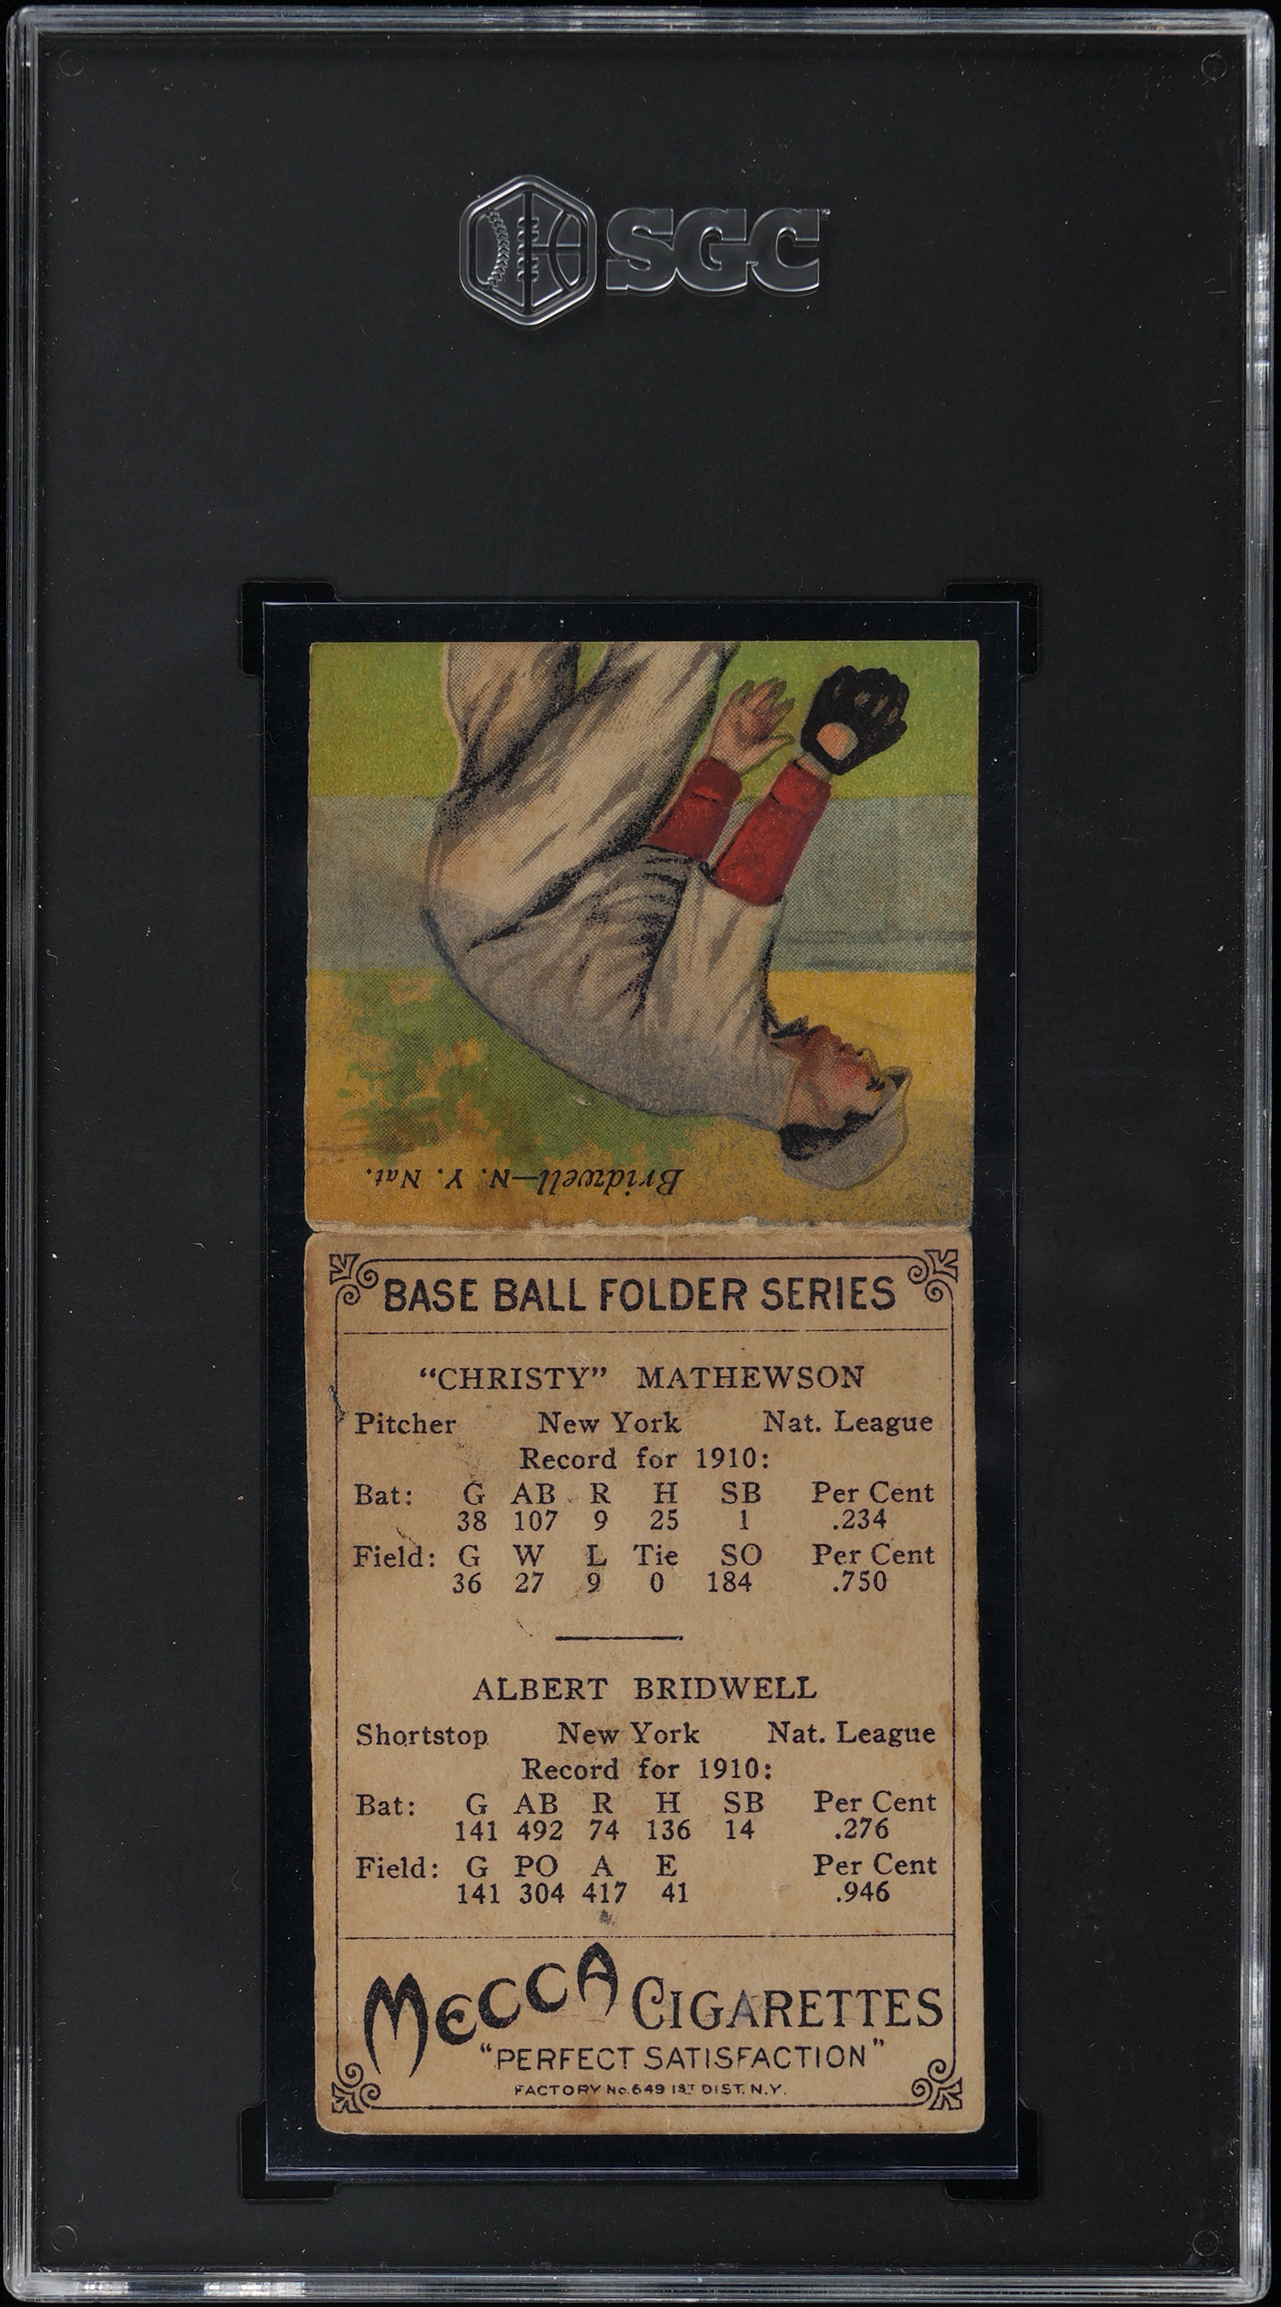 SGC
Bridwell—N. Y. Nat.
BASE BALL FOLDER SERIES
"CHRISTY" MATHEWSON
Pitcher New York Nat. League
Record for 1910:
Bat: G AB R H SB Per Cent
38 107 9 25 1 .234
Field: G W L Tie SO Per Cent
36 27 9 0 184 .750
ALBERT BRIDWELL
Shortstop New York Nat. League
Record for 1910:
Bat: G AB R H SB Per Cent
141 492 74 136 14 .276
Field: G PO A E Per Cent
141 304 417 41 .946
MECCA CIGARETTES
"PERFECT SATISFACTION"
FACTORY No. 649 1ST DIST. N.Y.